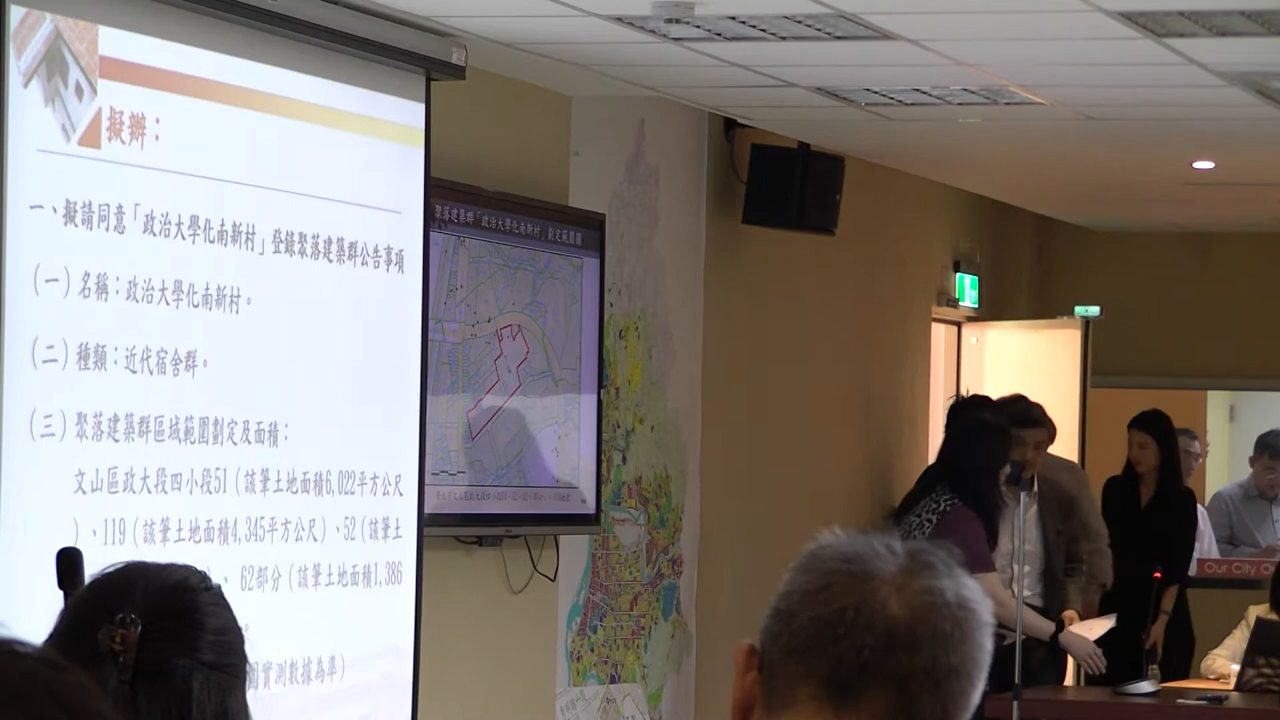 擬辦：
一、擬請同意「政治大學化南新村」登錄聚落建築群公告事項
(一) 名稱：政治大學化南新村。
(二) 種類：近代宿舍群。
(三) 聚落建築群區域範圍劃定及面積：
文山區政大段四小段51（該筆土地面積6,022平方公尺
）、119（該筆土地面積4,345平方公尺）、52（該筆土
）、 62部分（該筆土地面積1,386
。
圖實測數據為準）
聚落建築群「政治大學化南新村」劃定範圍圖
Our City Ou